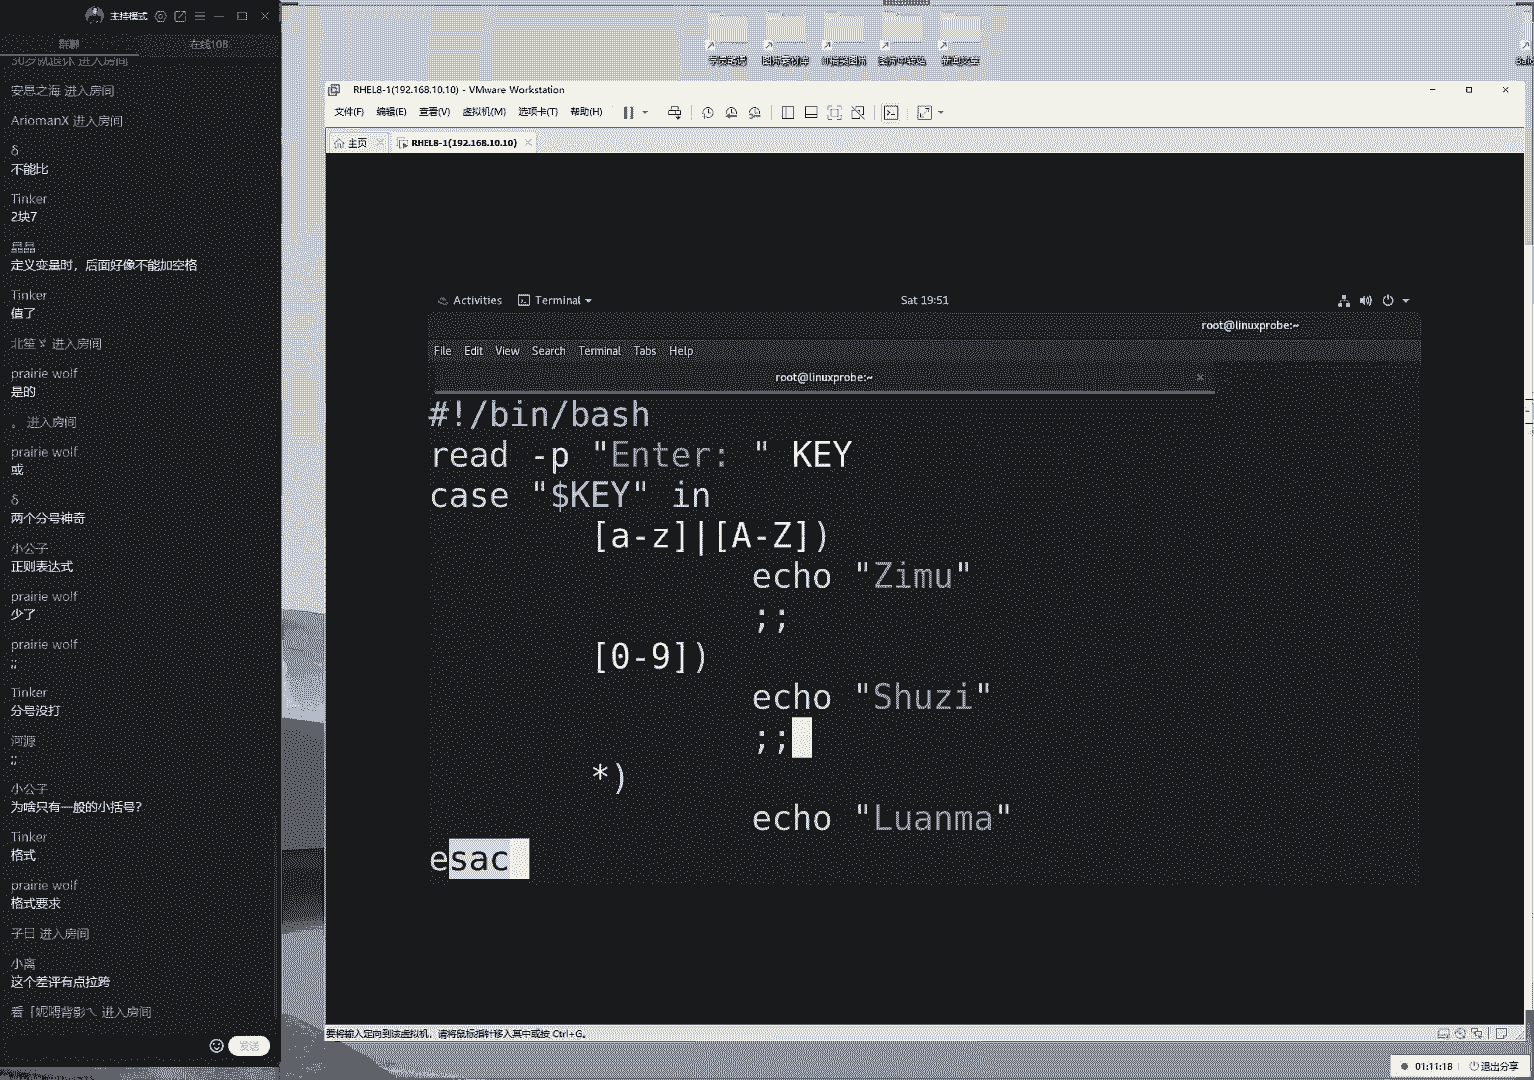 主持模式
群聊
在线108
30岁就退休 进入房间
安思之海 进入房间
AriomanX 进入房间
δ
不能比
Tinker
2块7
晶晶
定义变量时，后面好像不能加空格
Tinker
值了
进入房间
prairie wolf
是的
。 进入房间
prairie wolf
或
δ
两个分号神奇
小公子
正则表达式
prairie wolf
少了
prairie wolf
;;
Tinker
分号没打
河源
;;
小公子
为啥只有一般的小括号？
Tinker
格式
prairie wolf
格式要求
子日 进入房间
小离
这个差评有点拉跨
进入房间
发送
RHEL8-1(192.168.10.10) - VMware Workstation
文件(F) 编辑(E) 查看(V) 虚拟机(M) 选项卡(T) 帮助(H)
主页
RHEL8-1(192.168.10.10)
Activities Terminal Sat 19:51
root@linuxprobe:~
File Edit View Search Terminal Tabs Help
root@linuxprobe:~
#!/bin/bash
read -p "Enter: " KEY
case "$KEY" in
[a-z]|[A-Z])
echo "Zimu"
;;
[0-9])
echo "Shuzi"
;;
*)
echo "Luanma"
esac
要将输入定向到该虚拟机，请将鼠标指针移入其中或按 Ctrl+G。
01:11:18 退出分享